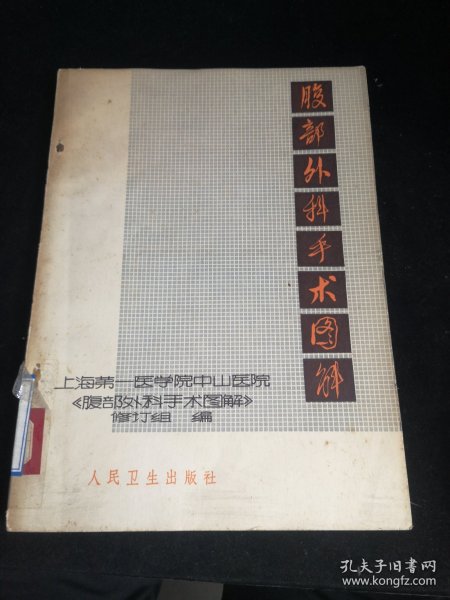 腹部外科手术图解
上海第一医学院中山医院
《腹部外科手术图解》
修订组 编
人民卫生出版社
孔夫子旧书网
www.kongfz.com